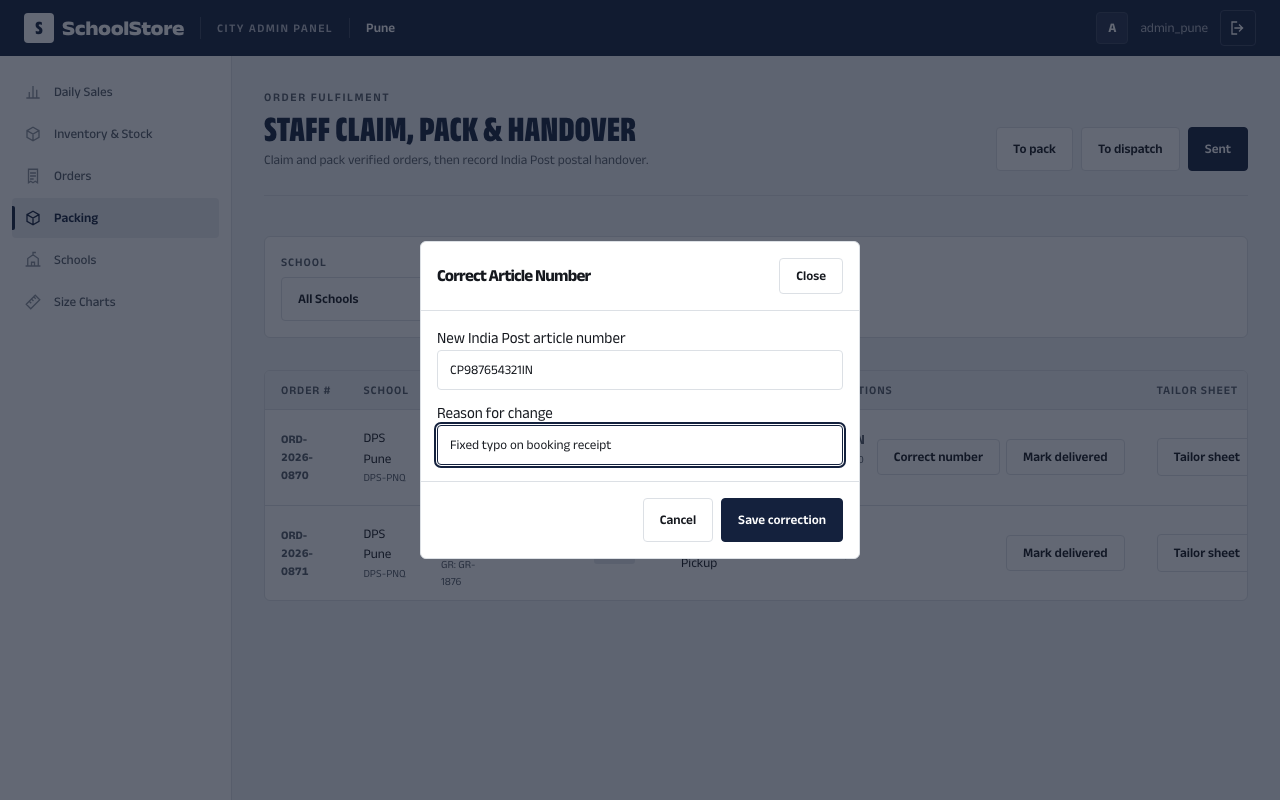 S SchoolStore CITY ADMIN PANEL Pune A admin_pune
Daily Sales
Inventory & Stock
Orders
Packing
Schools
Size Charts
ORDER FULFILMENT
STAFF CLAIM, PACK & HANDOVER
Claim and pack verified orders, then record India Post postal handover.
To pack To dispatch Sent
SCHOOL
All Schools
ORDER # SCHOOL TIONS TAILOR SHEET
ORD-
2026-
0870
DPS
Pune
DPS-PNQ
N
Correct number Mark delivered Tailor sheet
ORD-
2026-
0871
DPS
Pune
DPS-PNQ
GR: GR-
1876
Pickup
Mark delivered Tailor sheet
Correct Article Number
Close
New India Post article number
CP987654321IN
Reason for change
Fixed typo on booking receipt
Cancel Save correction